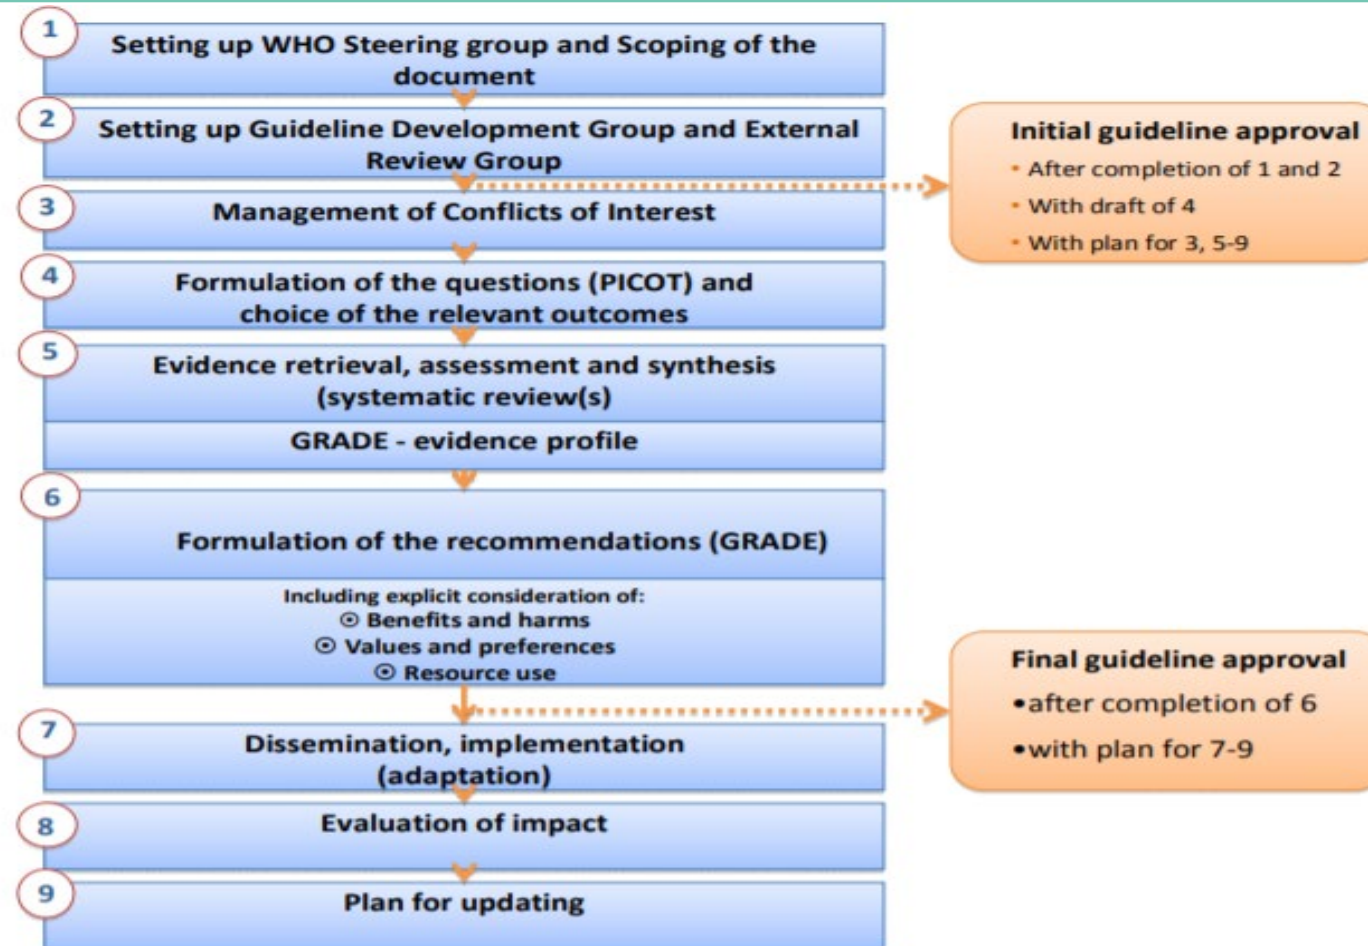 1
Setting up WHO Steering group and Scoping of the
document
2
Setting up Guideline Development Group and External
Review Group
Initial guideline approval
• After completion of 1 and 2
• With draft of 4
• With plan for 3, 5-9
3
Management of Conflicts of Interest
4
Formulation of the questions (PICOT) and
choice of the relevant outcomes
5
Evidence retrieval, assessment and synthesis
(systematic review(s)
GRADE - evidence profile
6
Formulation of the recommendations (GRADE)
Including explicit consideration of:
⦿ Benefits and harms
⦿ Values and preferences
⦿ Resource use
Final guideline approval
•after completion of 6
•with plan for 7-9
7
Dissemination, implementation
(adaptation)
8
Evaluation of impact
9
Plan for updating